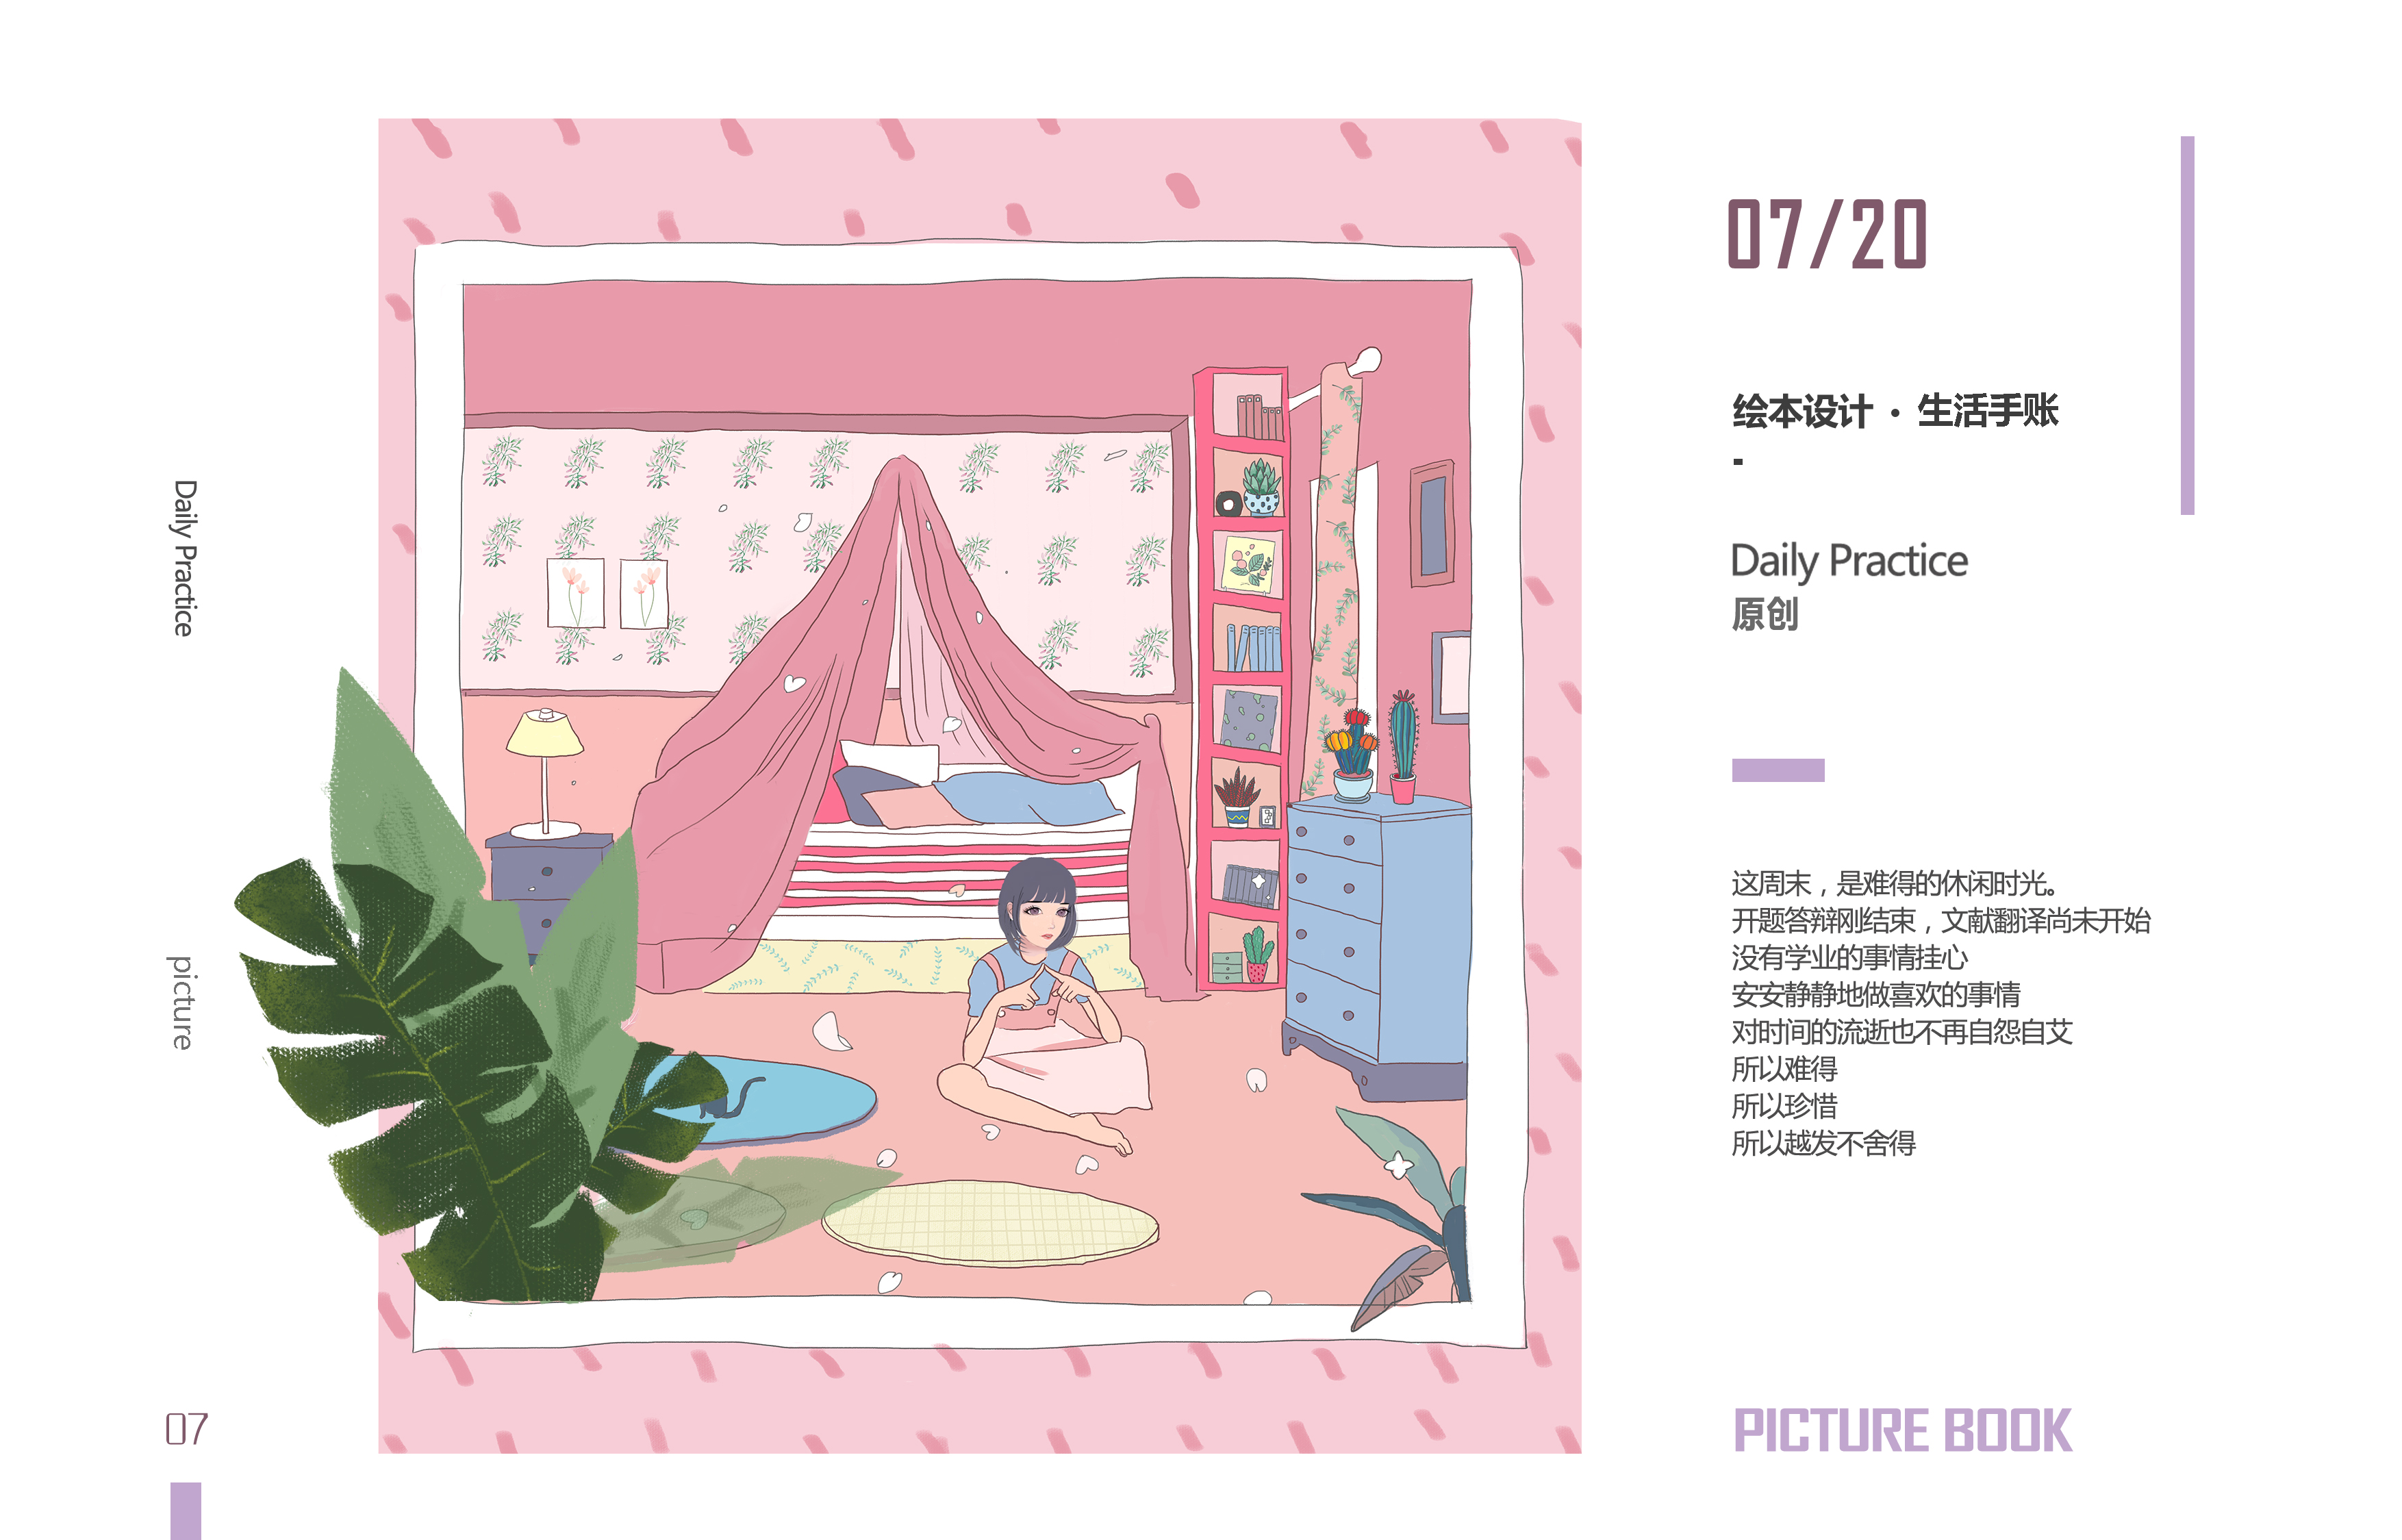 Daily Practice
picture
07
07/20
绘本设计 · 生活手账
-
Daily Practice
原创
这周末，是难得的休闲时光。
开题答辩刚结束，文献翻译尚未开始
没有学业的事情挂心
安安静静地做喜欢的事情
对时间的流逝也不再自怨自艾
所以难得
所以珍惜
所以越发不舍得
PICTURE BOOK